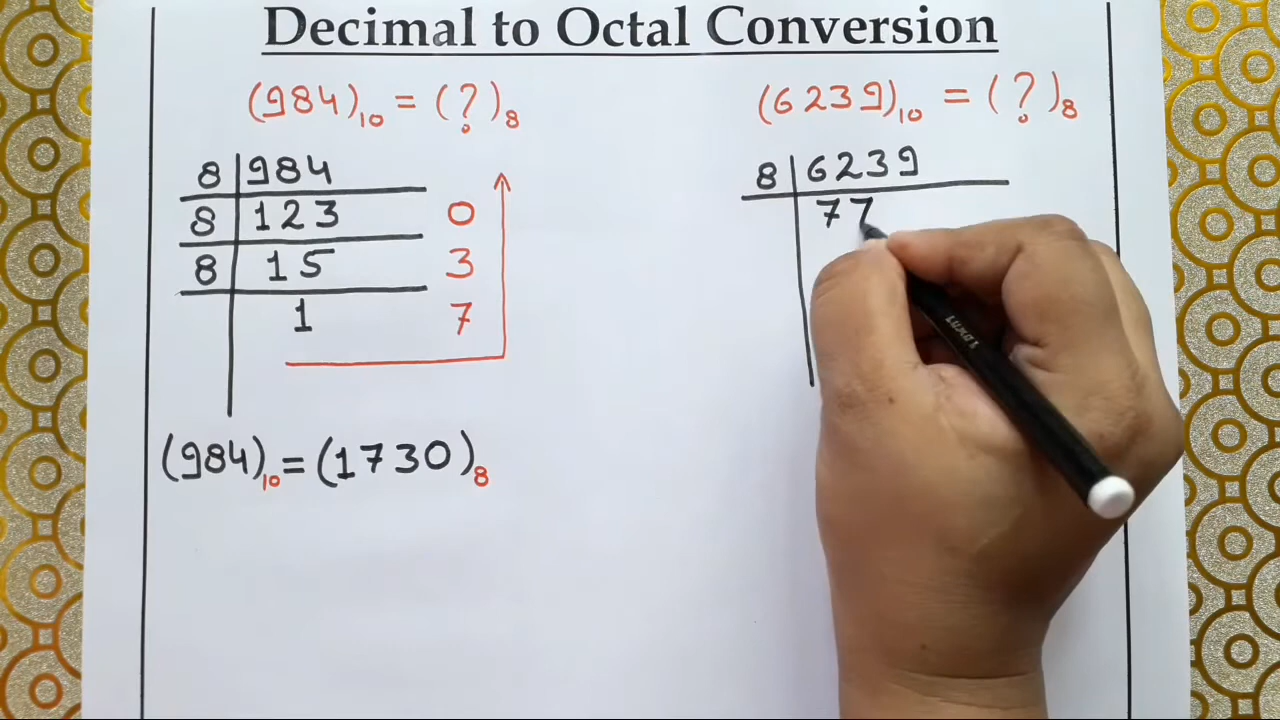 Decimal to Octal Conversion
(984)₁₀ = (?)₈
8 984
8 123 0
8 15 3
1 7
(984)₁₀ = (1730)₈
(6239)₁₀ = (?)₈
8 6239
77